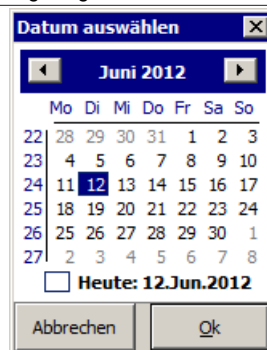 Datum auswählen
Juni 2012
Mo Di Mi Do Fr Sa So
22 28 29 30 31 1 2 3
23 4 5 6 7 8 9 10
24 11 12 13 14 15 16 17
25 18 19 20 21 22 23 24
26 25 26 27 28 29 30 1
27 2 3 4 5 6 7 8
Heute: 12.Jun.2012
Abbrechen Ok